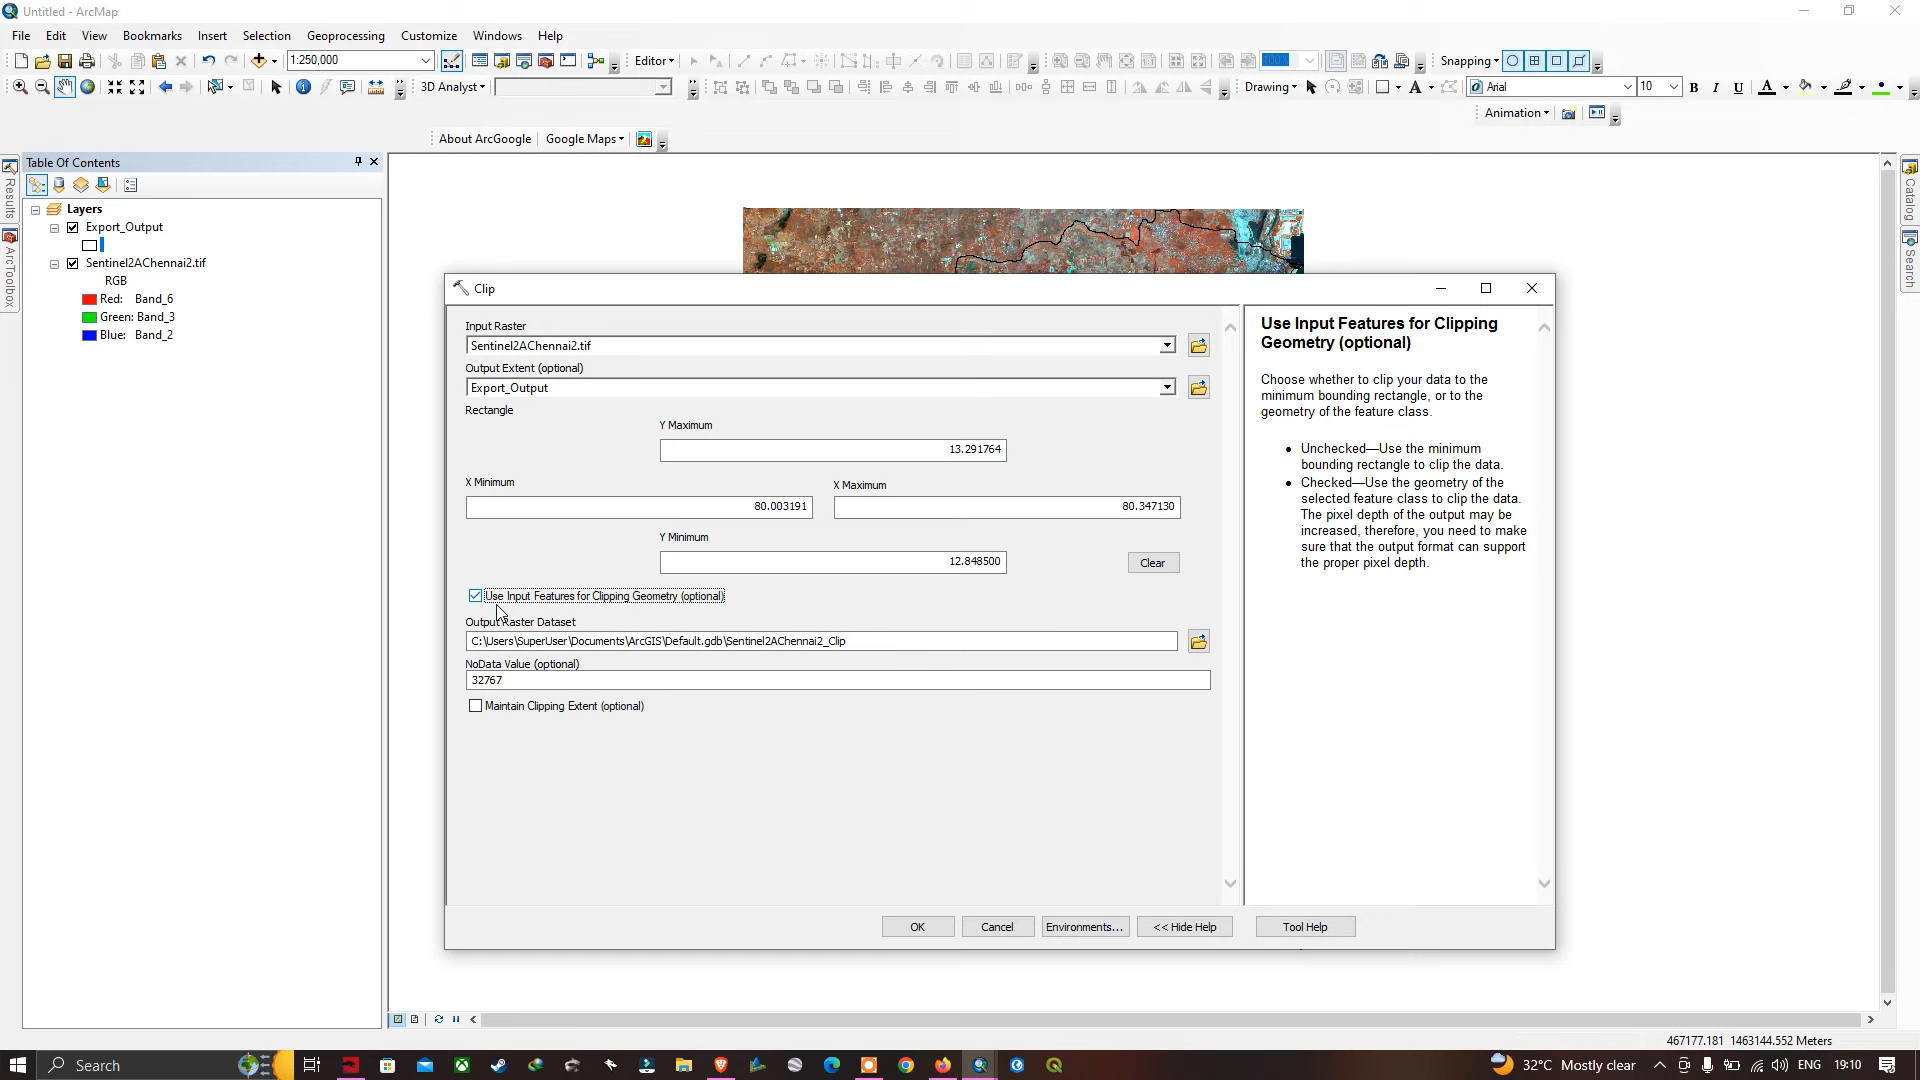 Untitled - ArcMap
File Edit View Bookmarks Insert Selection Geoprocessing Customize Windows Help
1:250,000
Editor
100%
Snapping
3D Analyst
Drawing
A
Arial
10
B I U A
Animation
About ArcGoogle
Google Maps
Table Of Contents
Results
ArcToolbox
Catalog
Search
Layers
Export_Output
Sentinel2AChennai2.tif
RGB
Red: Band_6
Green: Band_3
Blue: Band_2
Clip
Input Raster
Sentinel2AChennai2.tif
Output Extent (optional)
Export_Output
Rectangle
Y Maximum
13.291764
X Minimum
X Maximum
80.003191
80.347130
Y Minimum
12.848500
Clear
Use Input Features for Clipping Geometry (optional)
Output Raster Dataset
C:\Users\SuperUser\Documents\ArcGIS\Default.gdb\Sentinel2AChennai2_Clip
NoData Value (optional)
32767
Maintain Clipping Extent (optional)
Use Input Features for Clipping
Geometry (optional)
Choose whether to clip your data to the
minimum bounding rectangle, or to the
geometry of the feature class.
• Unchecked—Use the minimum
bounding rectangle to clip the data.
• Checked—Use the geometry of the
selected feature class to clip the data.
The pixel depth of the output may be
increased, therefore, you need to make
sure that the output format can support
the proper pixel depth.
OK
Cancel
Environments...
<< Hide Help
Tool Help
467177.181 1463144.552 Meters
Search
32°C Mostly clear
ENG
19:10